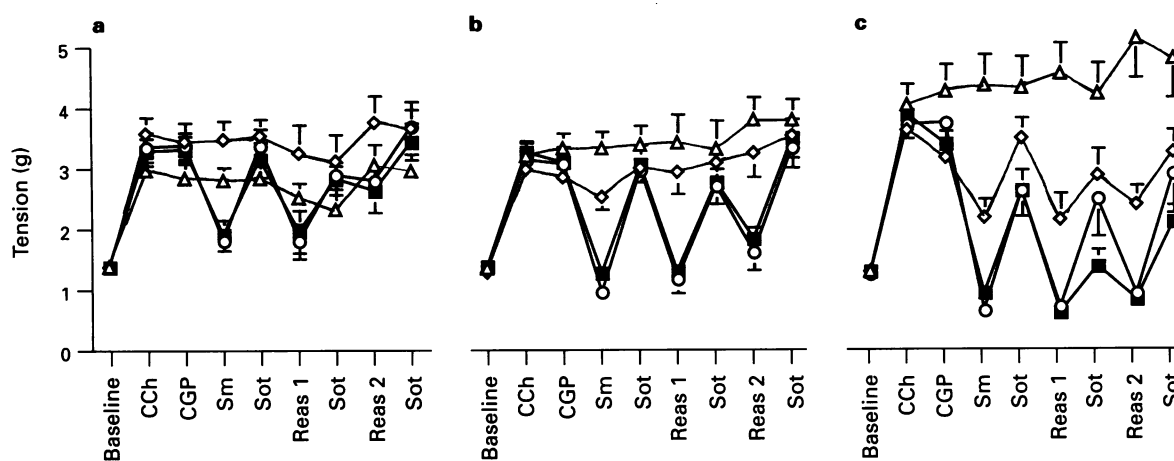 a
b
c
Tension (g)
5
4
3
2
1
0
Baseline
CCh
CGP
Sm
Sot
Reas 1
Sot
Reas 2
Sot
Baseline
CCh
CGP
Sm
Sot
Reas 1
Sot
Reas 2
Sot
Baseline
CCh
CGP
Sm
Sot
Reas 1
Sot
Reas 2
Sot